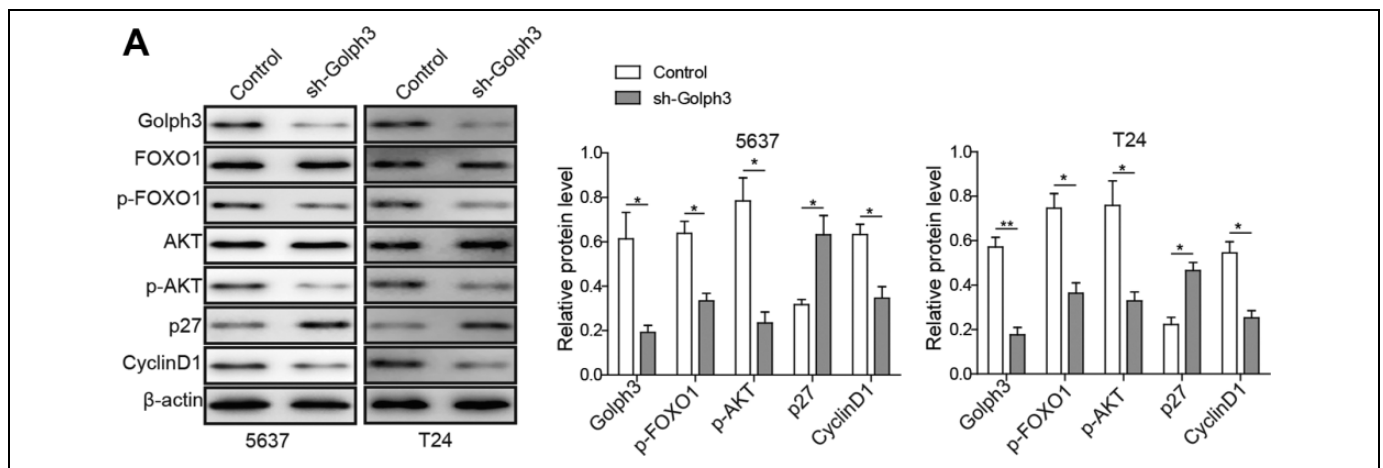 A
Control
sh-Golph3
Control
sh-Golph3
Golph3
FOXO1
p-FOXO1
AKT
p-AKT
p27
CyclinD1
β-actin
5637
T24
Control
sh-Golph3
5637
Relative protein level
1.0
0.8
0.6
0.4
0.2
0.0
*
*
*
*
*
Golph3
p-FOXO1
p-AKT
p27
CyclinD1
T24
Relative protein level
1.0
0.8
0.6
0.4
0.2
0.0
**
*
*
*
*
Golph3
p-FOXO1
p-AKT
p27
CyclinD1